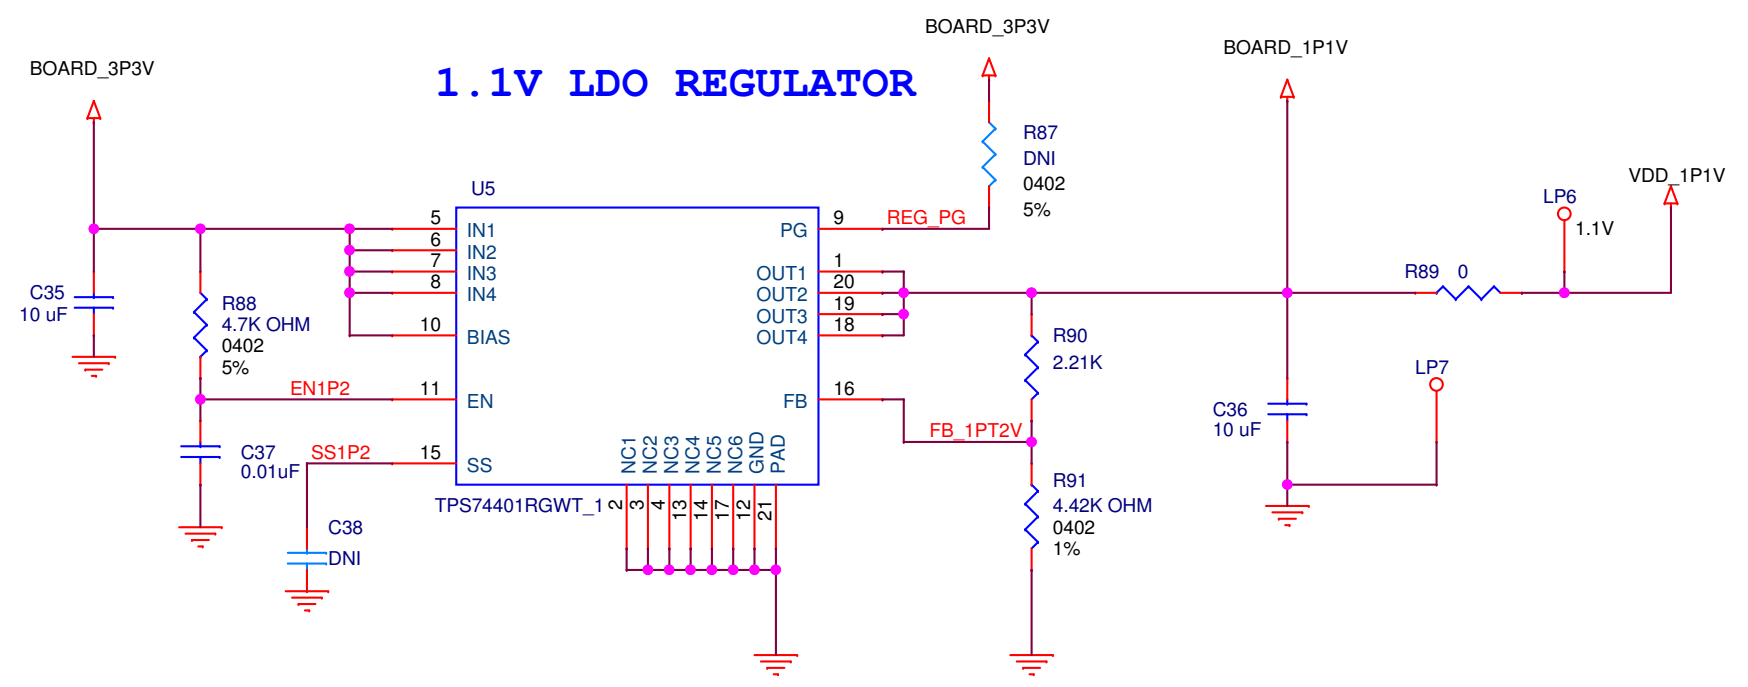 BOARD_3P3V
BOARD_3P3V
BOARD_1P1V
1.1V LDO REGULATOR
R87
DNI
0402
5%
VDD_1P1V
LP6
1.1V
U5
5
IN1
6
IN2
7
IN3
8
IN4
10
BIAS
11
EN
EN1P2
15
SS
SS1P2
9
PG
REG_PG
1
OUT1
20
OUT2
19
OUT3
18
OUT4
16
FB
FB_1PT2V
R89 0
C35
10 uF
R88
4.7K OHM
0402
5%
R90
2.21K
LP7
C36
10 uF
C37
0.01uF
NC1
NC2
NC3
NC4
NC5
NC6
GND
PAD
TPS74401RGWT_1
2
3
4
13
14
17
12
21
R91
4.42K OHM
0402
1%
C38
DNI